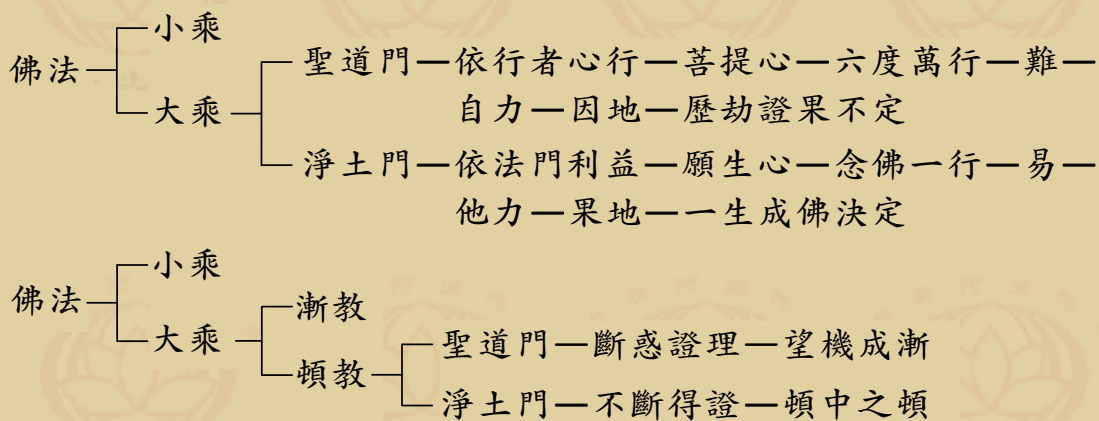 小乘
佛法
聖道門—依行者心行—菩提心—六度萬行—難—
大乘
自力—因地—歷劫證果不定
淨土門—依法門利益—願生心—念佛一行—易—
他力—果地—一生成佛決定
小乘
佛法
漸教
大乘
聖道門—斷惑證理—望機成漸
頓教
淨土門—不斷得證—頓中之頓